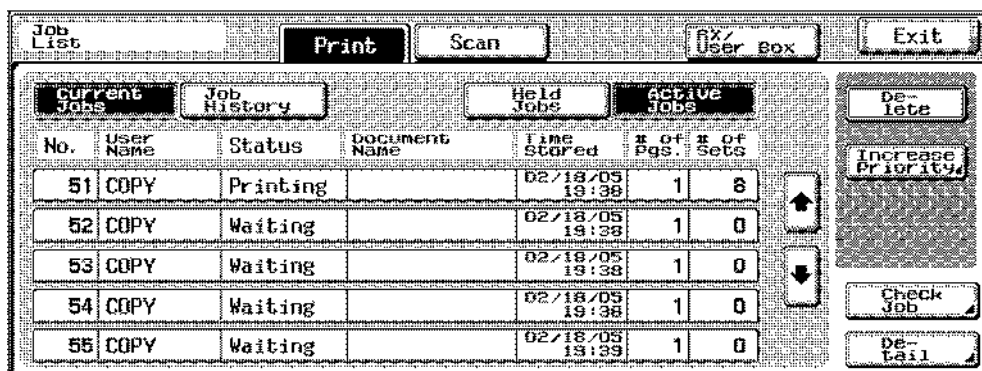 Job
List
Print
Scan
RX/
User Box
Exit
Current
Jobs
Job
History
Held
Jobs
Active
Jobs
De-
lete
No. User Name Status Document Name Time Stored # of Pgs. # of Sets
Increase
Priority
51 COPY Printing 02/18/05 19:38 1 8
52 COPY Waiting 02/18/05 19:38 1 0
53 COPY Waiting 02/18/05 19:38 1 0
54 COPY Waiting 02/18/05 19:38 1 0
Check
Job
55 COPY Waiting 02/18/05 19:39 1 0
De-
tail